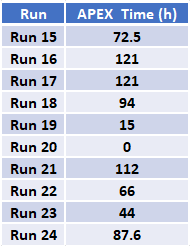 Run APEX Time (h)
Run 15 72.5
Run 16 121
Run 17 121
Run 18 94
Run 19 15
Run 20 0
Run 21 112
Run 22 66
Run 23 44
Run 24 87.6